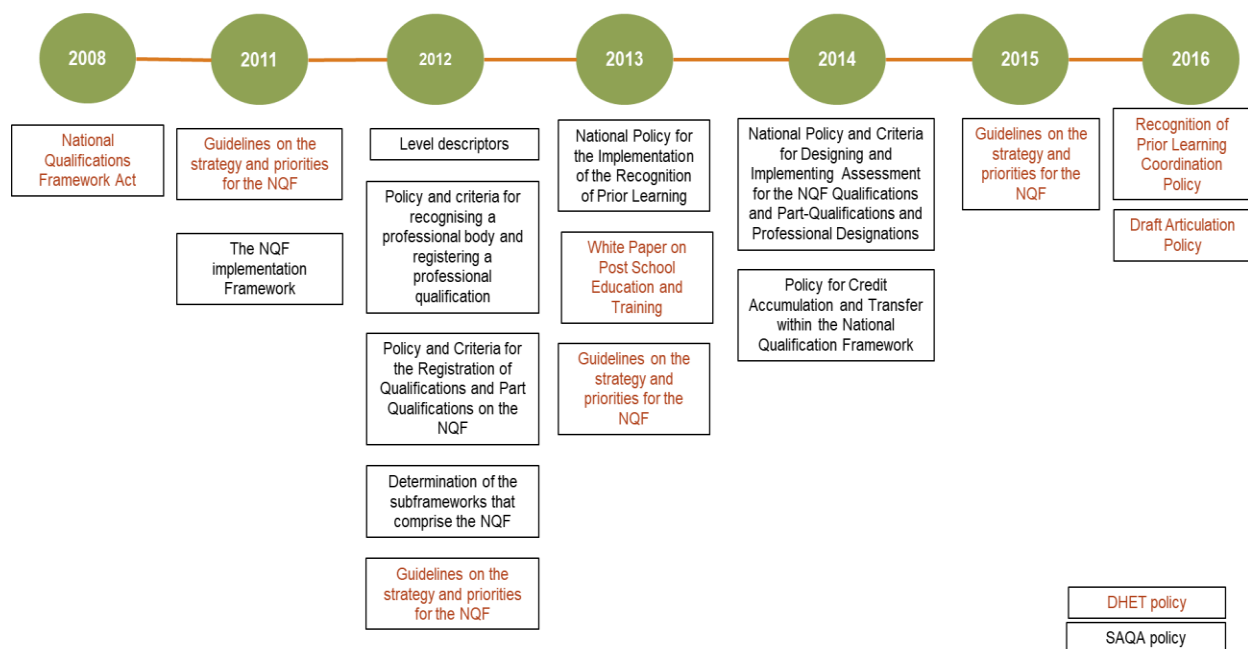 2008
2011
2012
2013
2014
2015
2016
National
Qualifications
Framework Act
Guidelines on the
strategy and priorities
for the NQF
The NQF
implementation
Framework
Level descriptors
Policy and criteria for
recognising a
professional body and
registering a
professional
qualification
Policy and Criteria for
the Registration of
Qualifications and Part
Qualifications on the
NQF
Determination of the
subframeworks that
comprise the NQF
Guidelines on the
strategy and priorities
for the NQF
National Policy for
the Implementation
of the Recognition
of Prior Learning
White Paper on
Post School
Education and
Training
Guidelines on the
strategy and
priorities for the
NQF
National Policy and Criteria
for Designing and
Implementing Assessment
for the NQF Qualifications
and Part-Qualifications and
Professional Designations
Policy for Credit
Accumulation and Transfer
within the National
Qualification Framework
Guidelines on the
strategy and
priorities for the
NQF
Recognition of
Prior Learning
Coordination
Policy
Draft Articulation
Policy
DHET policy
SAQA policy